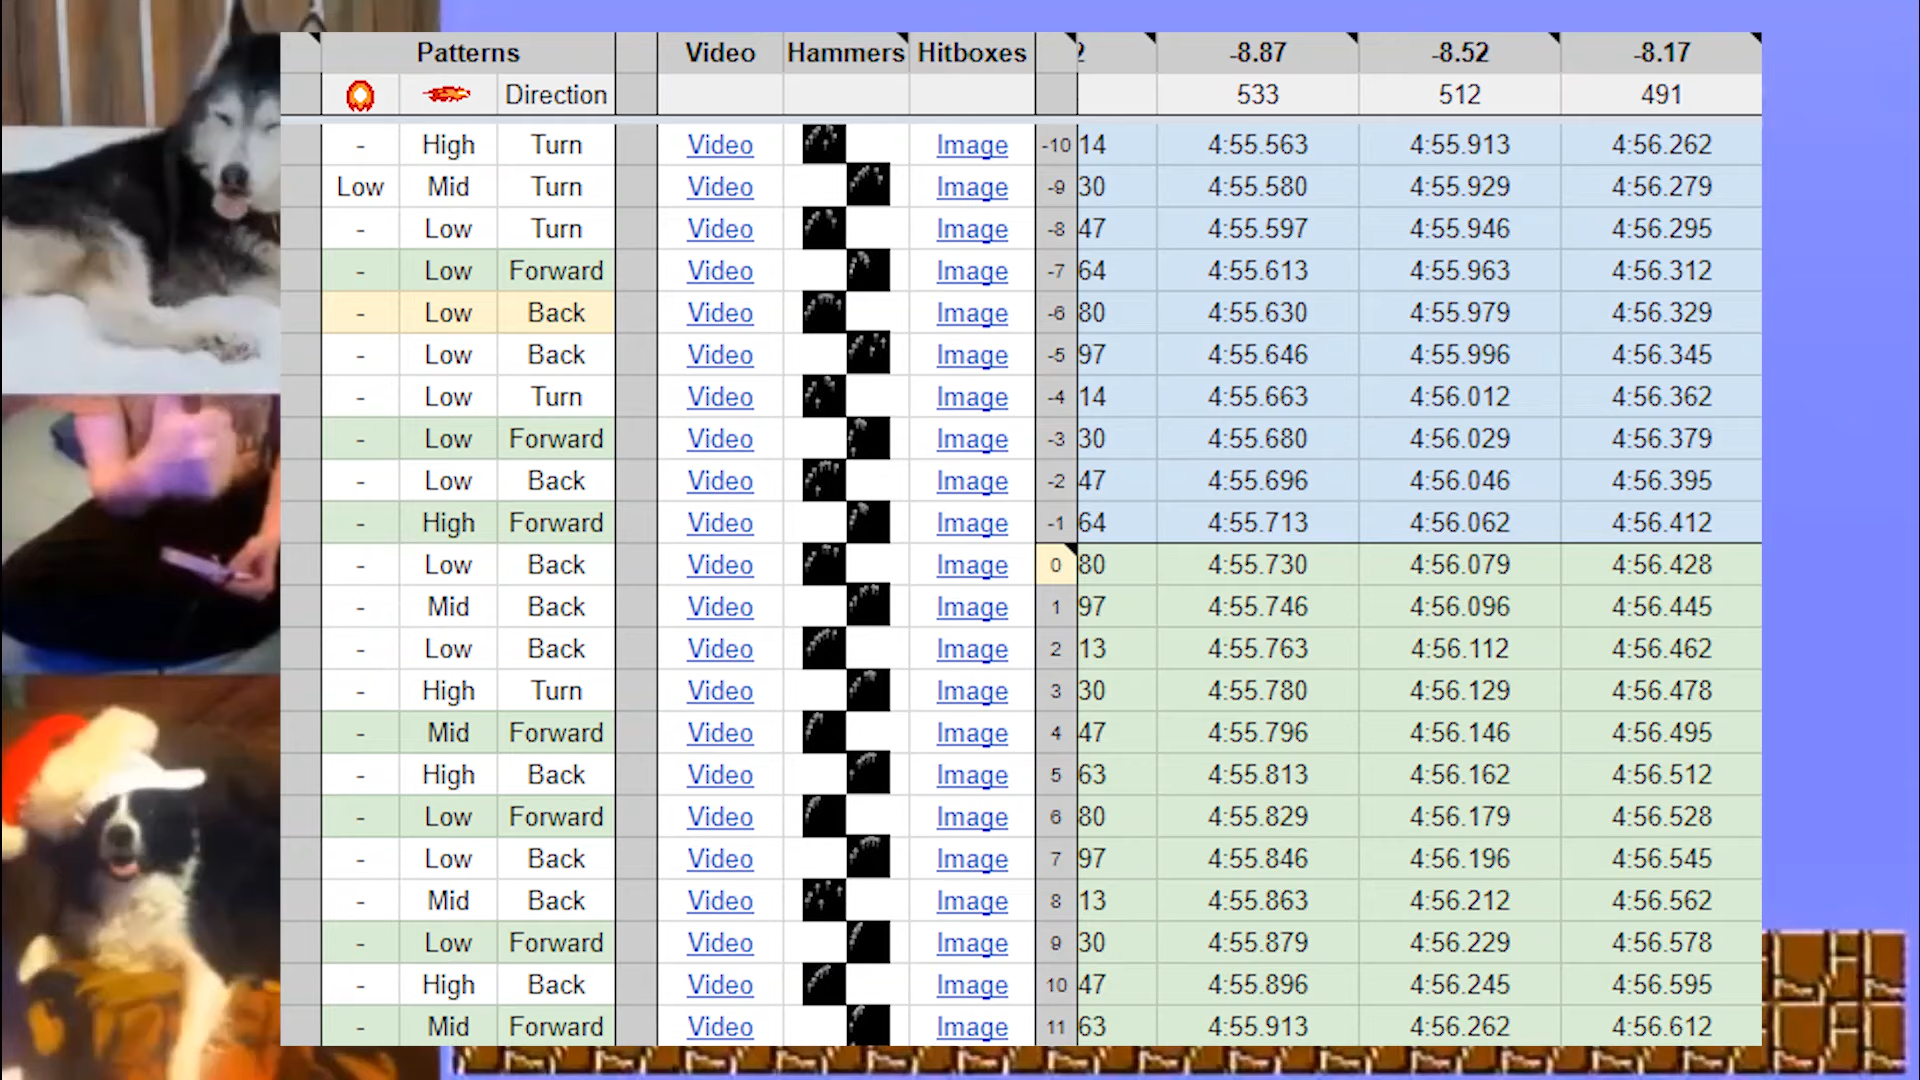 Patterns Video Hammers Hitboxes 2 -8.87 -8.52 -8.17
Direction 533 512 491
- High Turn Video Image -10 14 4:55.563 4:55.913 4:56.262
Low Mid Turn Video Image -9 30 4:55.580 4:55.929 4:56.279
- Low Turn Video Image -8 47 4:55.597 4:55.946 4:56.295
- Low Forward Video Image -7 64 4:55.613 4:55.963 4:56.312
- Low Back Video Image -6 80 4:55.630 4:55.979 4:56.329
- Low Back Video Image -5 97 4:55.646 4:55.996 4:56.345
- Low Turn Video Image -4 14 4:55.663 4:56.012 4:56.362
- Low Forward Video Image -3 30 4:55.680 4:56.029 4:56.379
- Low Back Video Image -2 47 4:55.696 4:56.046 4:56.395
- High Forward Video Image -1 64 4:55.713 4:56.062 4:56.412
- Low Back Video Image 0 80 4:55.730 4:56.079 4:56.428
- Mid Back Video Image 1 97 4:55.746 4:56.096 4:56.445
- Low Back Video Image 2 13 4:55.763 4:56.112 4:56.462
- High Turn Video Image 3 30 4:55.780 4:56.129 4:56.478
- Mid Forward Video Image 4 47 4:55.796 4:56.146 4:56.495
- High Back Video Image 5 63 4:55.813 4:56.162 4:56.512
- Low Forward Video Image 6 80 4:55.829 4:56.179 4:56.528
- Low Back Video Image 7 97 4:55.846 4:56.196 4:56.545
- Mid Back Video Image 8 13 4:55.863 4:56.212 4:56.562
- Low Forward Video Image 9 30 4:55.879 4:56.229 4:56.578
- High Back Video Image 10 47 4:55.896 4:56.245 4:56.595
- Mid Forward Video Image 11 63 4:55.913 4:56.262 4:56.612